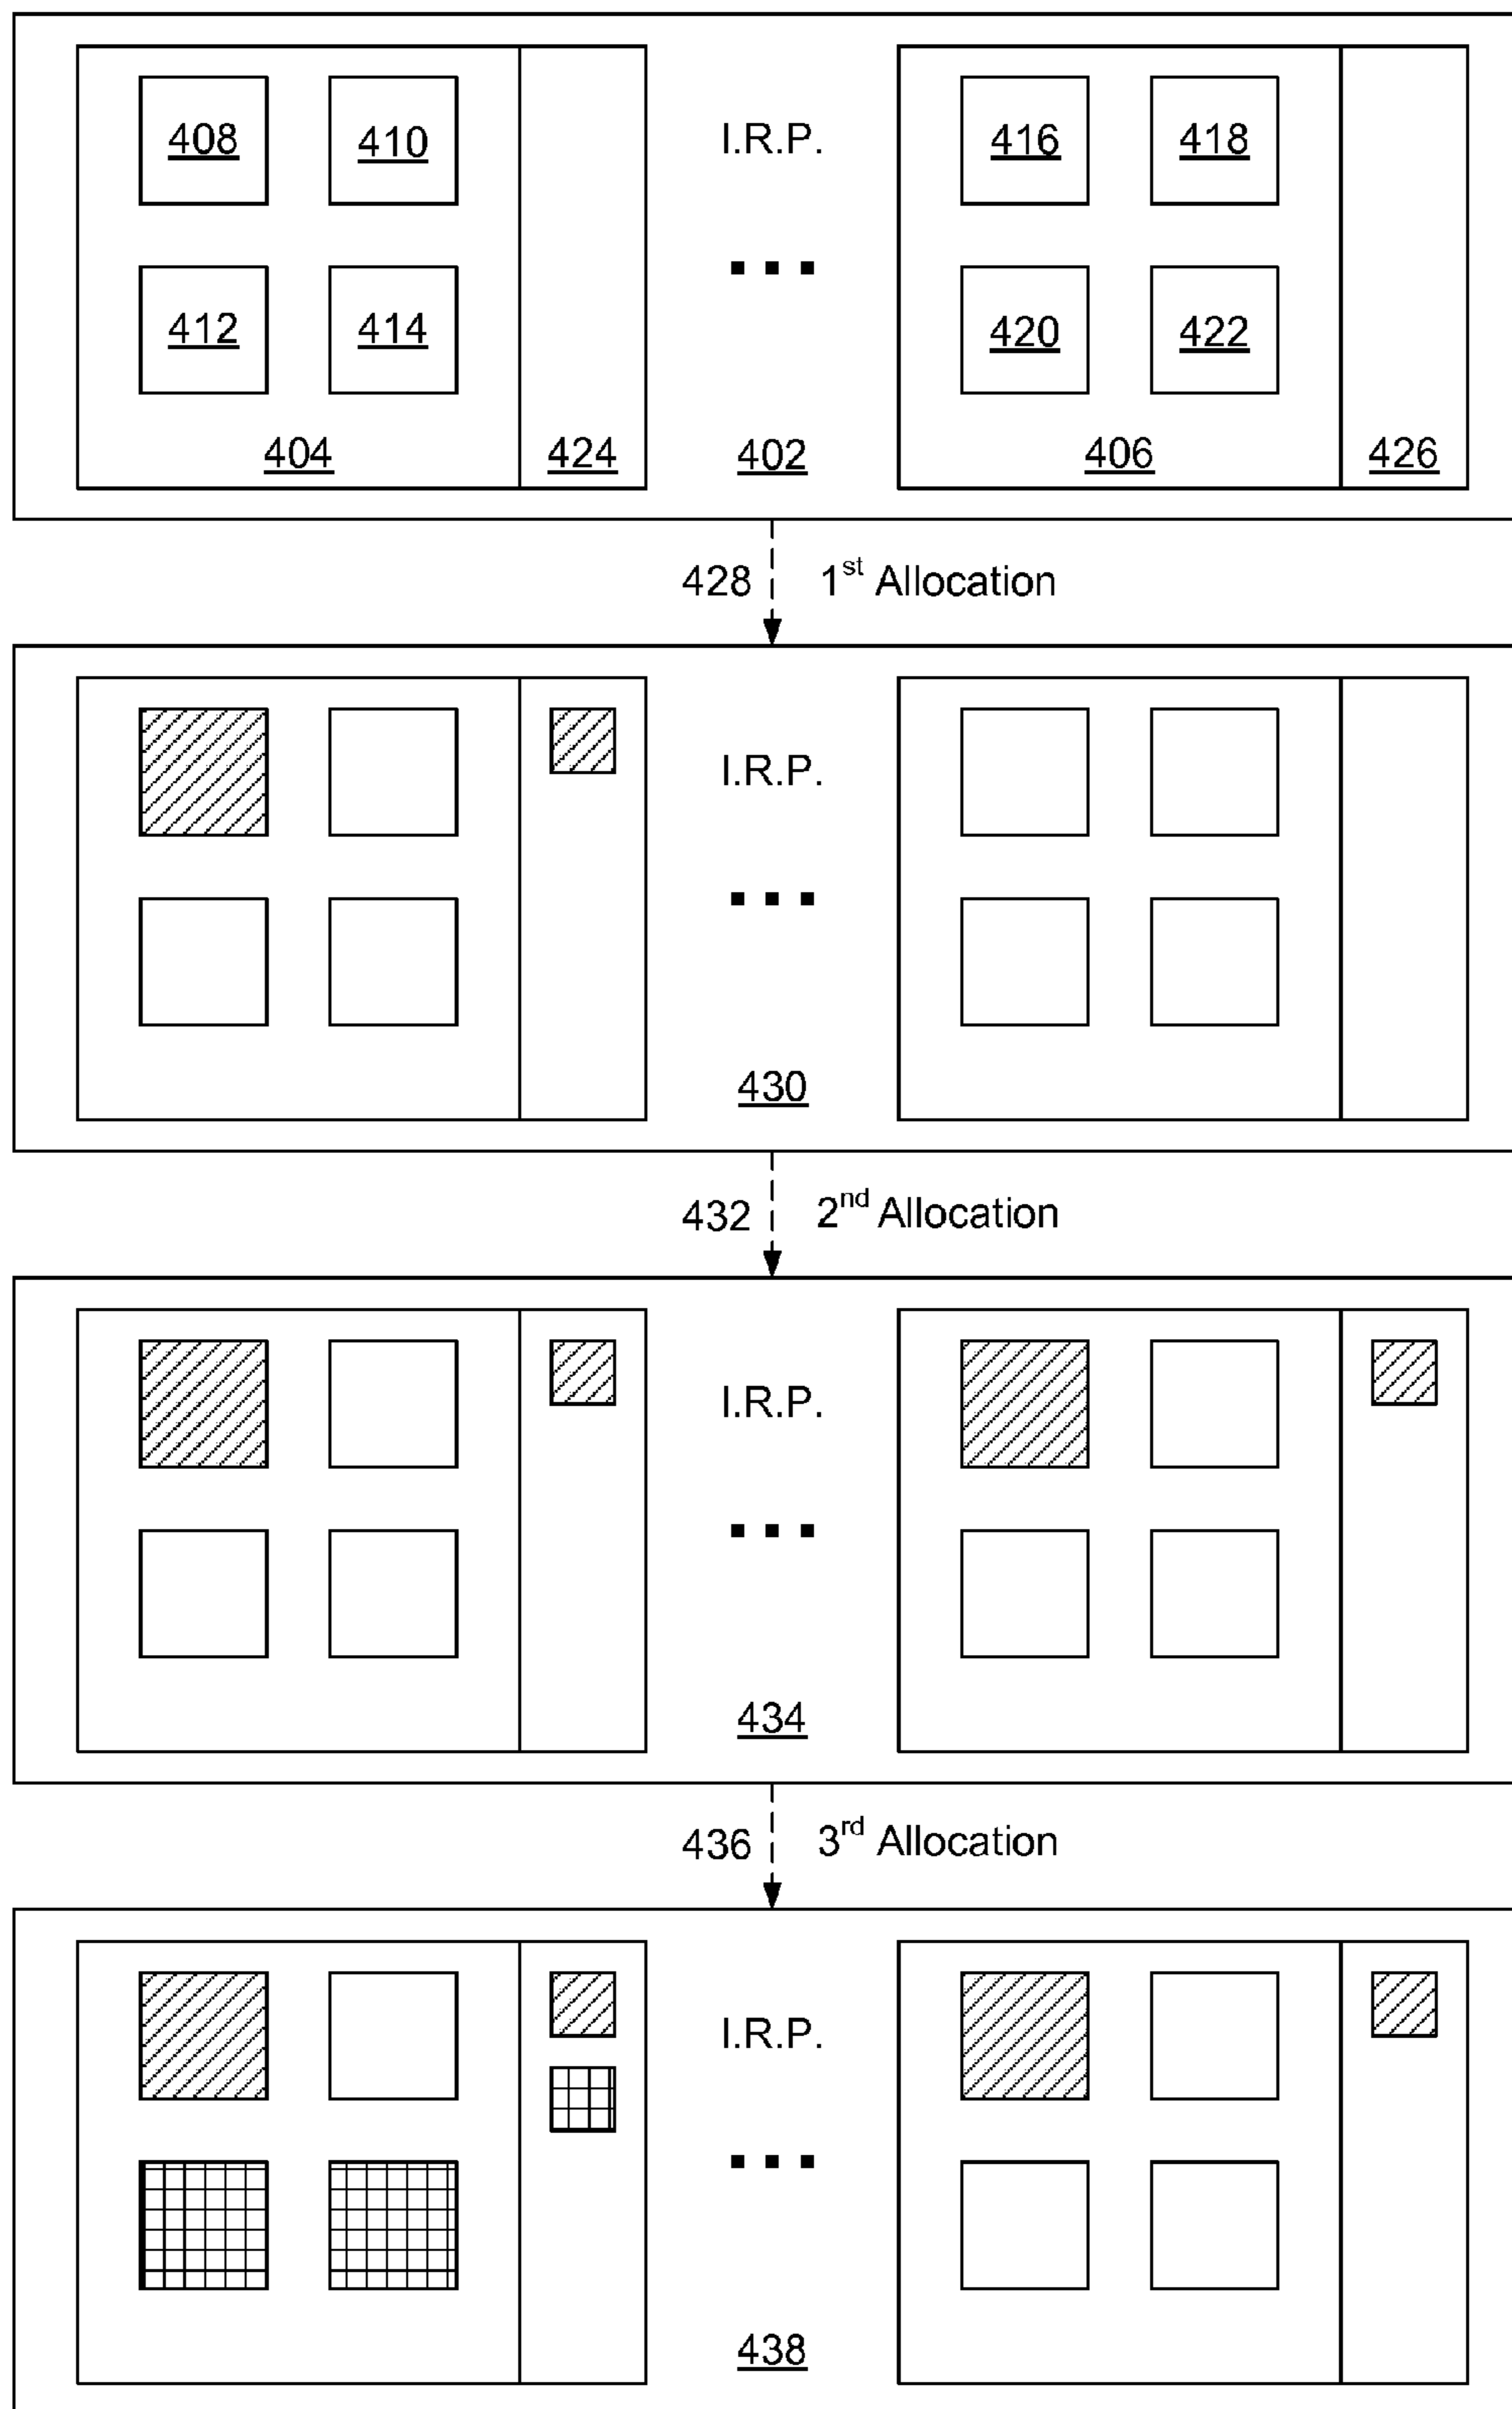 408 410 I.R.P. 416 418
412 414 420 422
404 424 402 406 426
428 1st Allocation
I.R.P.
430
432 2nd Allocation
I.R.P.
434
436 3rd Allocation
I.R.P.
438